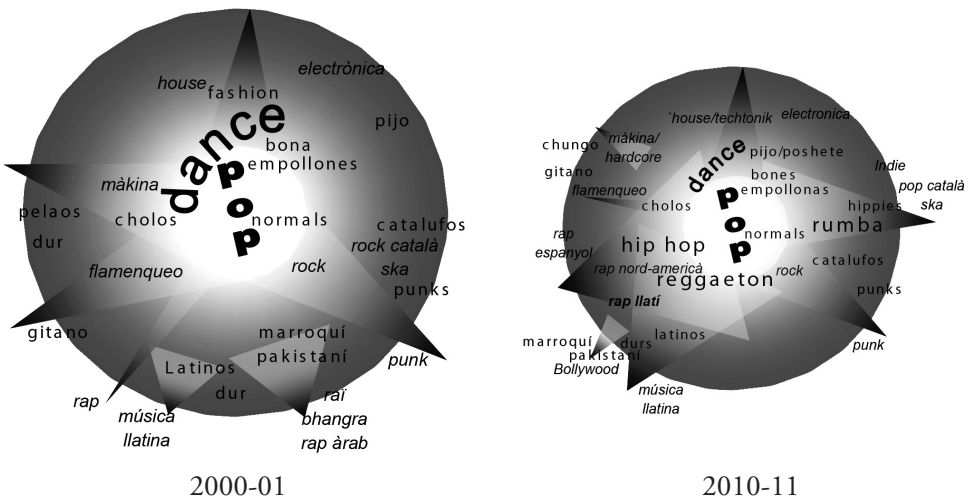 electrònica
house
fashion
pijo
dance
bona
empollones
pop
màkina
pelaos
cholos
normals
catalufos
dur
rock català
flamenqueo
rock
ska
punks
gitano
marroquí
pakistaní
punk
Latinos
dur
raï
rap
música
llatina
bhangra
rap àrab
2000-01
`house/techtonik
electronica
màkina/
hardcore
chungo
dance
pijo/poshete
gitano
Indie
bones
empollonas
flamenqueo
pop català
ska
cholos
pop
hippies
rumba
rap
espanyol
normals
hip hop
catalufos
rap nord-americà
rock
reggaeton
punks
rap llatí
latinos
marroquí
durs
pakistaní
punk
Bollywood
música
llatina
2010-11